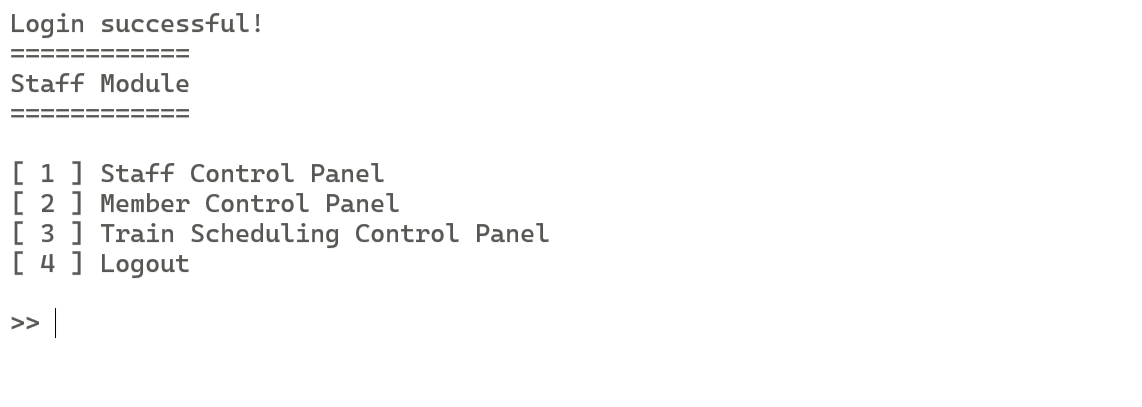 Login successful!
============
Staff Module
============
[ 1 ] Staff Control Panel
[ 2 ] Member Control Panel
[ 3 ] Train Scheduling Control Panel
[ 4 ] Logout
>>